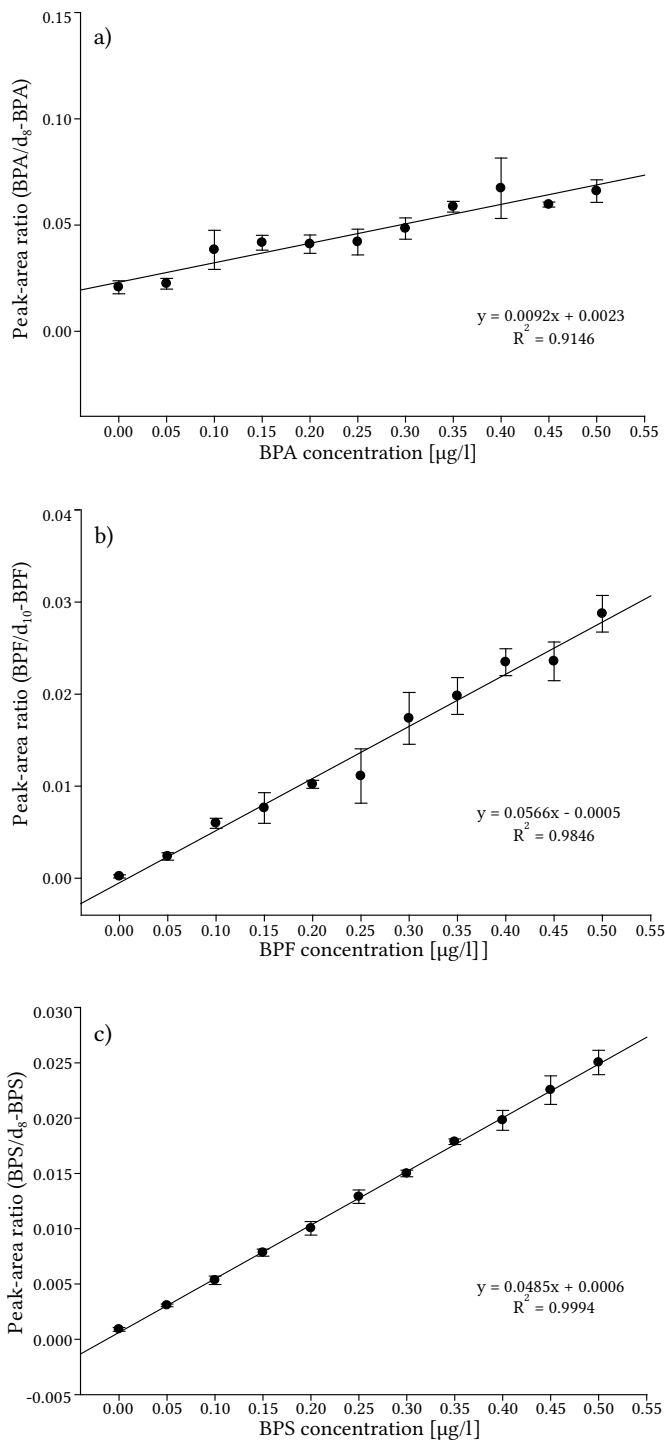 a)
0.15
0.10
0.05
0.00
Peak-area ratio (BPA/d8-BPA)
y = 0.0092x + 0.0023
R2 = 0.9146
0.00 0.05 0.10 0.15 0.20 0.25 0.30 0.35 0.40 0.45 0.50 0.55
BPA concentration [µg/l]
b)
0.04
0.03
0.02
0.01
0.00
Peak-area ratio (BPF/d10-BPF)
y = 0.0566x - 0.0005
R2 = 0.9846
0.00 0.05 0.10 0.15 0.20 0.25 0.30 0.35 0.40 0.45 0.50 0.55
BPF concentration [µg/l] ]
c)
0.030
0.025
0.020
0.015
0.010
0.005
0.000
-0.005
Peak-area ratio (BPS/d8-BPS)
y = 0.0485x + 0.0006
R2 = 0.9994
0.00 0.05 0.10 0.15 0.20 0.25 0.30 0.35 0.40 0.45 0.50 0.55
BPS concentration [µg/l]